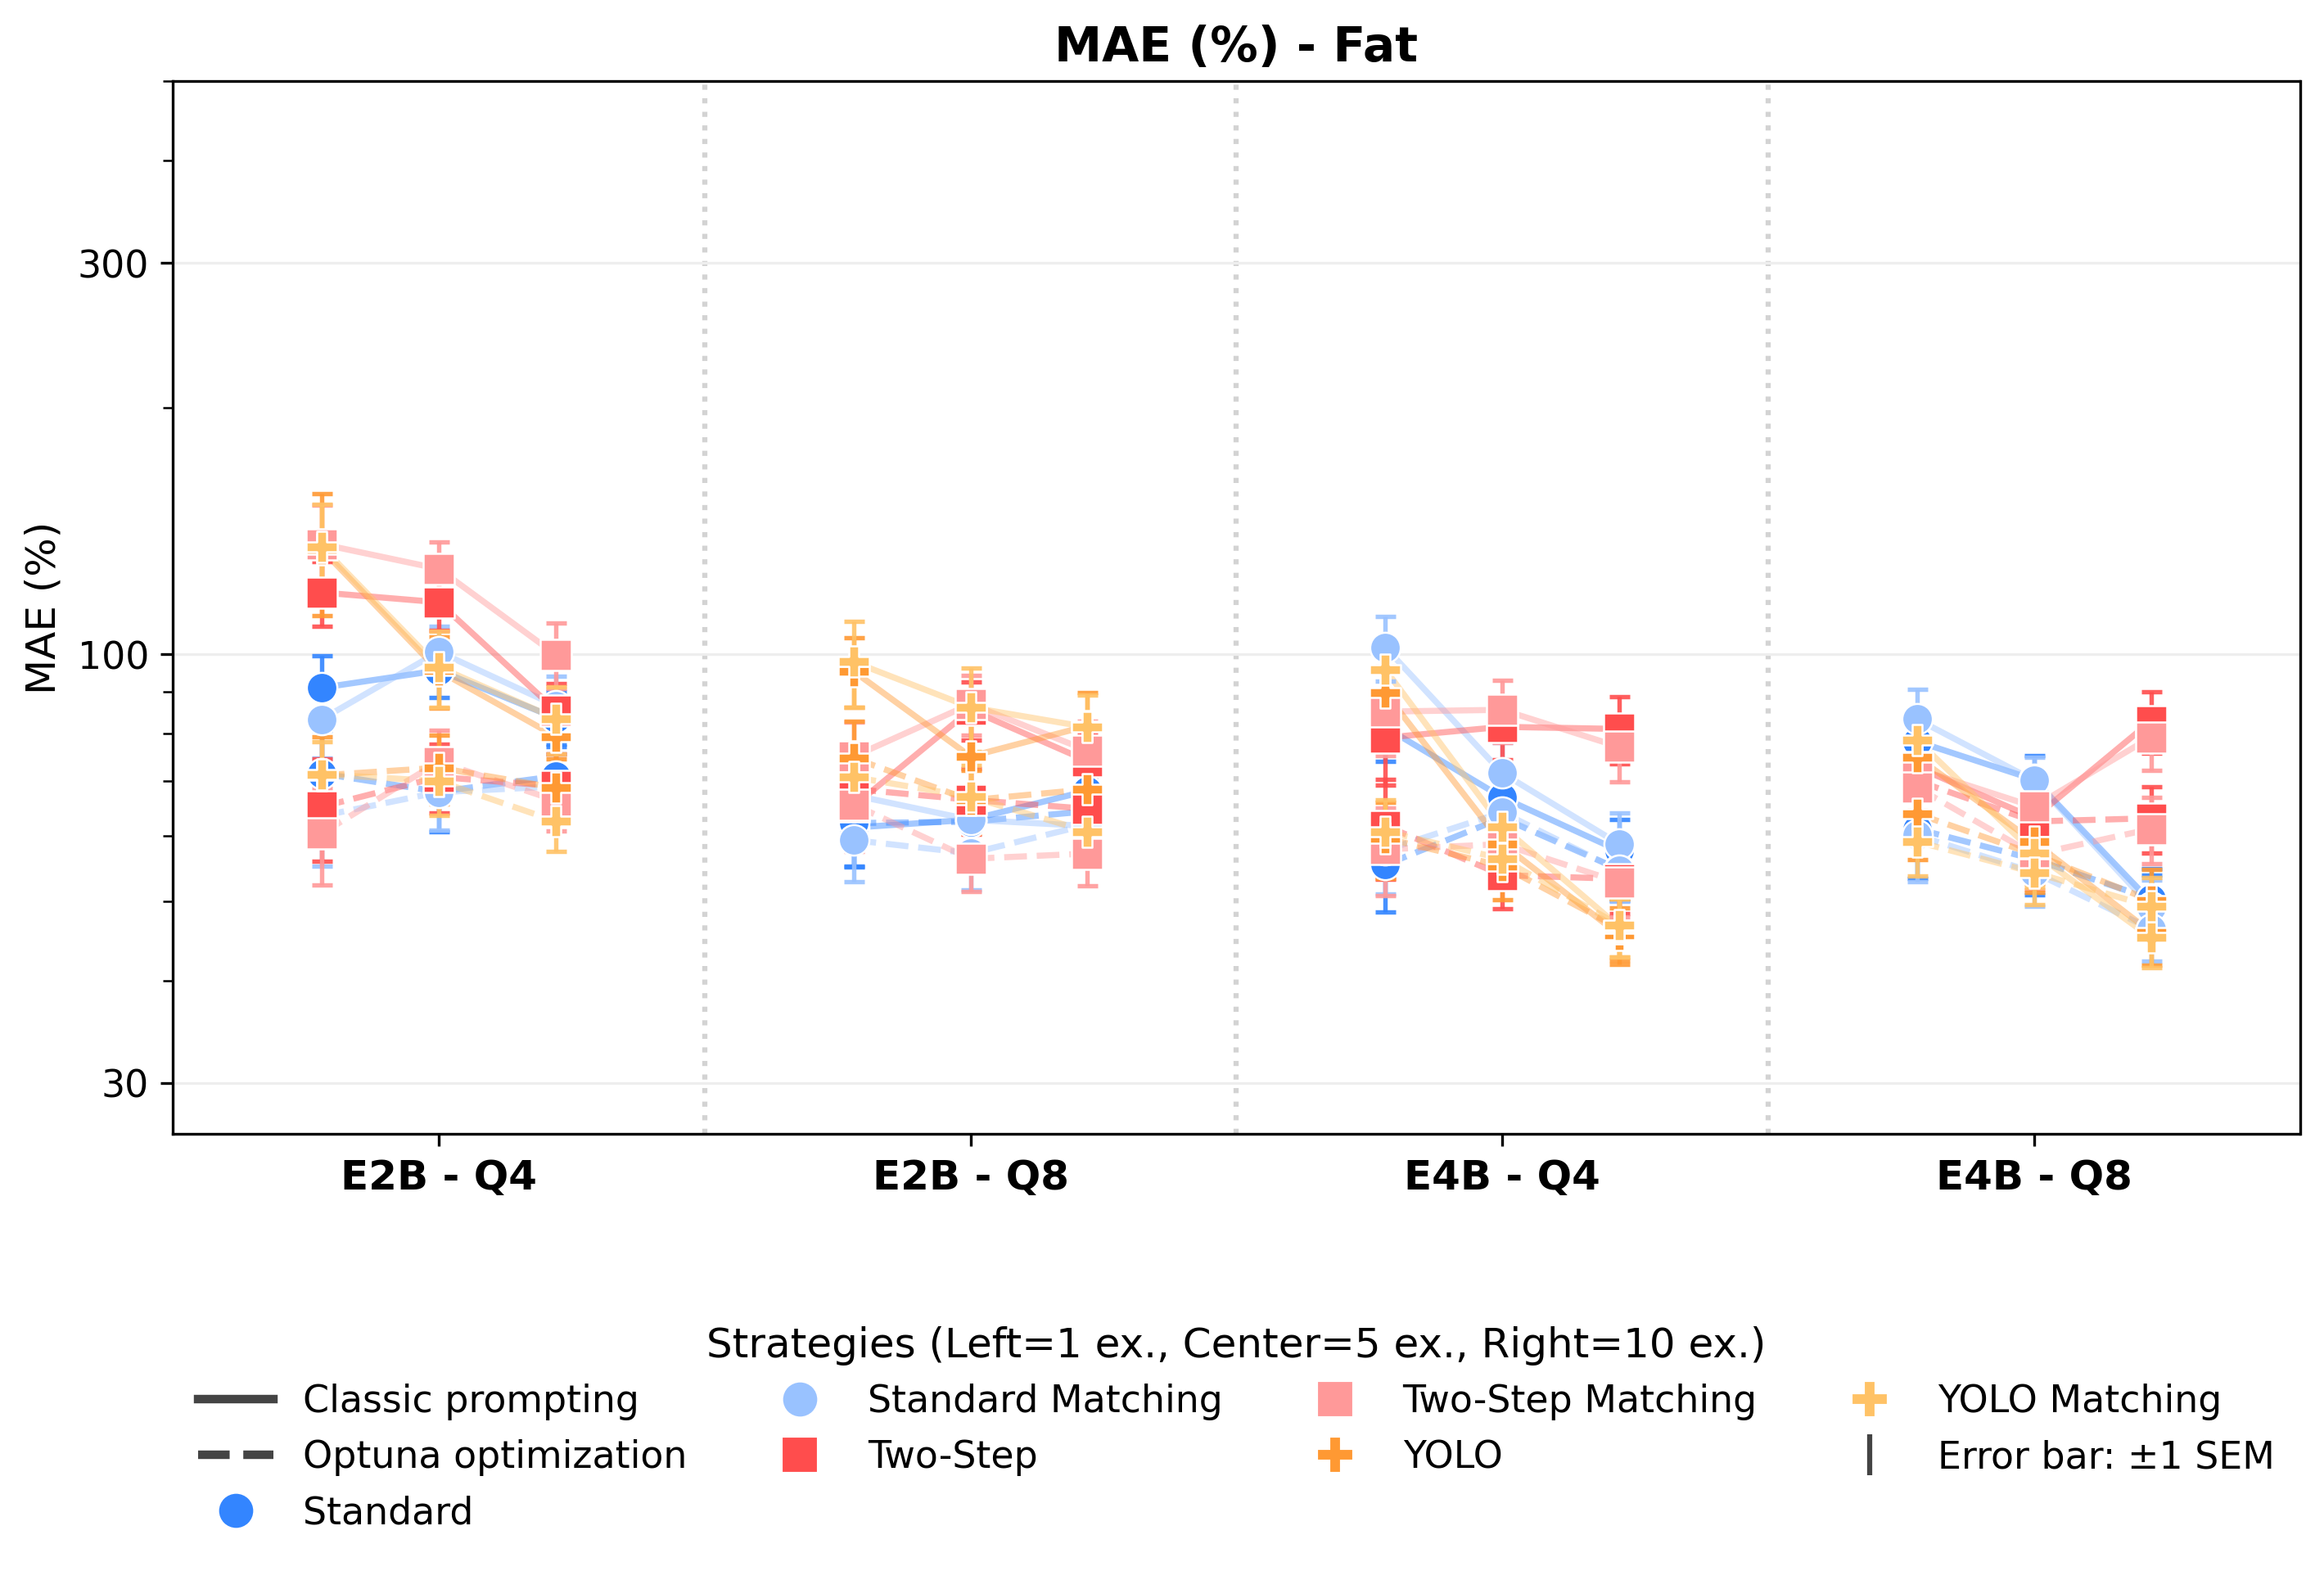 MAE (%) - Fat
MAE (%)
300
100
30
E2B - Q4
E2B - Q8
E4B - Q4
E4B - Q8
Strategies (Left=1 ex., Center=5 ex., Right=10 ex.)
Classic prompting
Optuna optimization
Standard
Standard Matching
Two-Step
Two-Step Matching
YOLO
YOLO Matching
Error bar: ±1 SEM